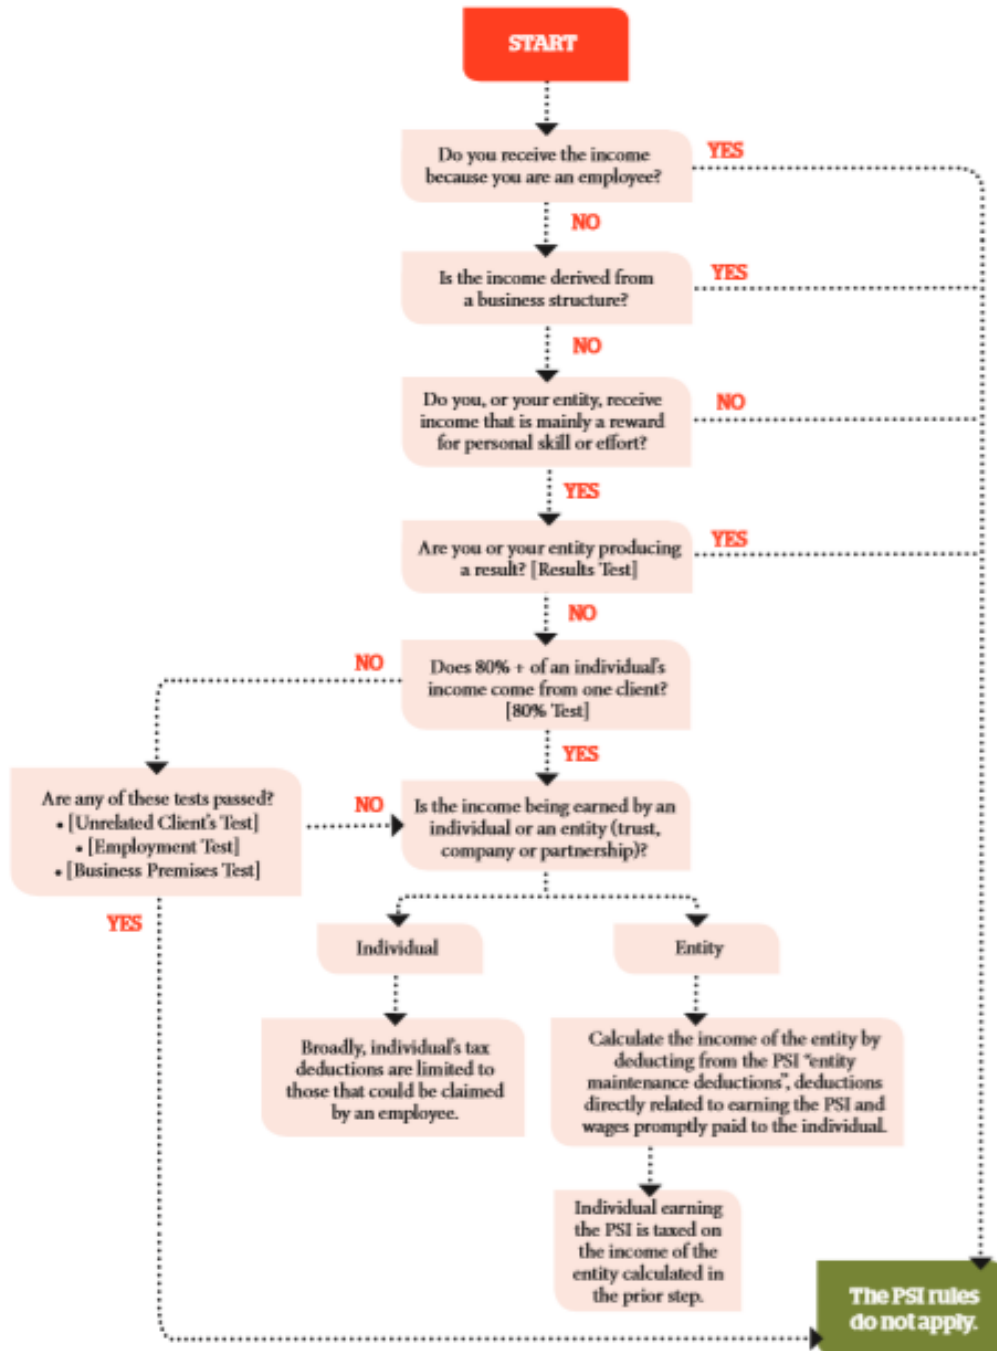 START
Do you receive the income
because you are an employee?
YES
NO
Is the income derived from
a business structure?
YES
NO
Do you, or your entity, receive
income that is mainly a reward
for personal skill or effort?
NO
YES
Are you or your entity producing
a result? [Results Test]
YES
NO
Does 80% + of an individual's
income come from one client?
[80% Test]
NO
YES
Are any of these tests passed?
• [Unrelated Client's Test]
• [Employment Test]
• [Business Premises Test]
NO
YES
Is the income being earned by an
individual or an entity (trust,
company or partnership)?
Individual
Entity
Broadly, individual's tax
deductions are limited to
those that could be claimed
by an employee.
Calculate the income of the entity by
deducting from the PSI "entity
maintenance deductions", deductions
directly related to earning the PSI and
wages promptly paid to the individual.
Individual earning
the PSI is taxed on
the income of the
entity calculated in
the prior step.
The PSI rules
do not apply.